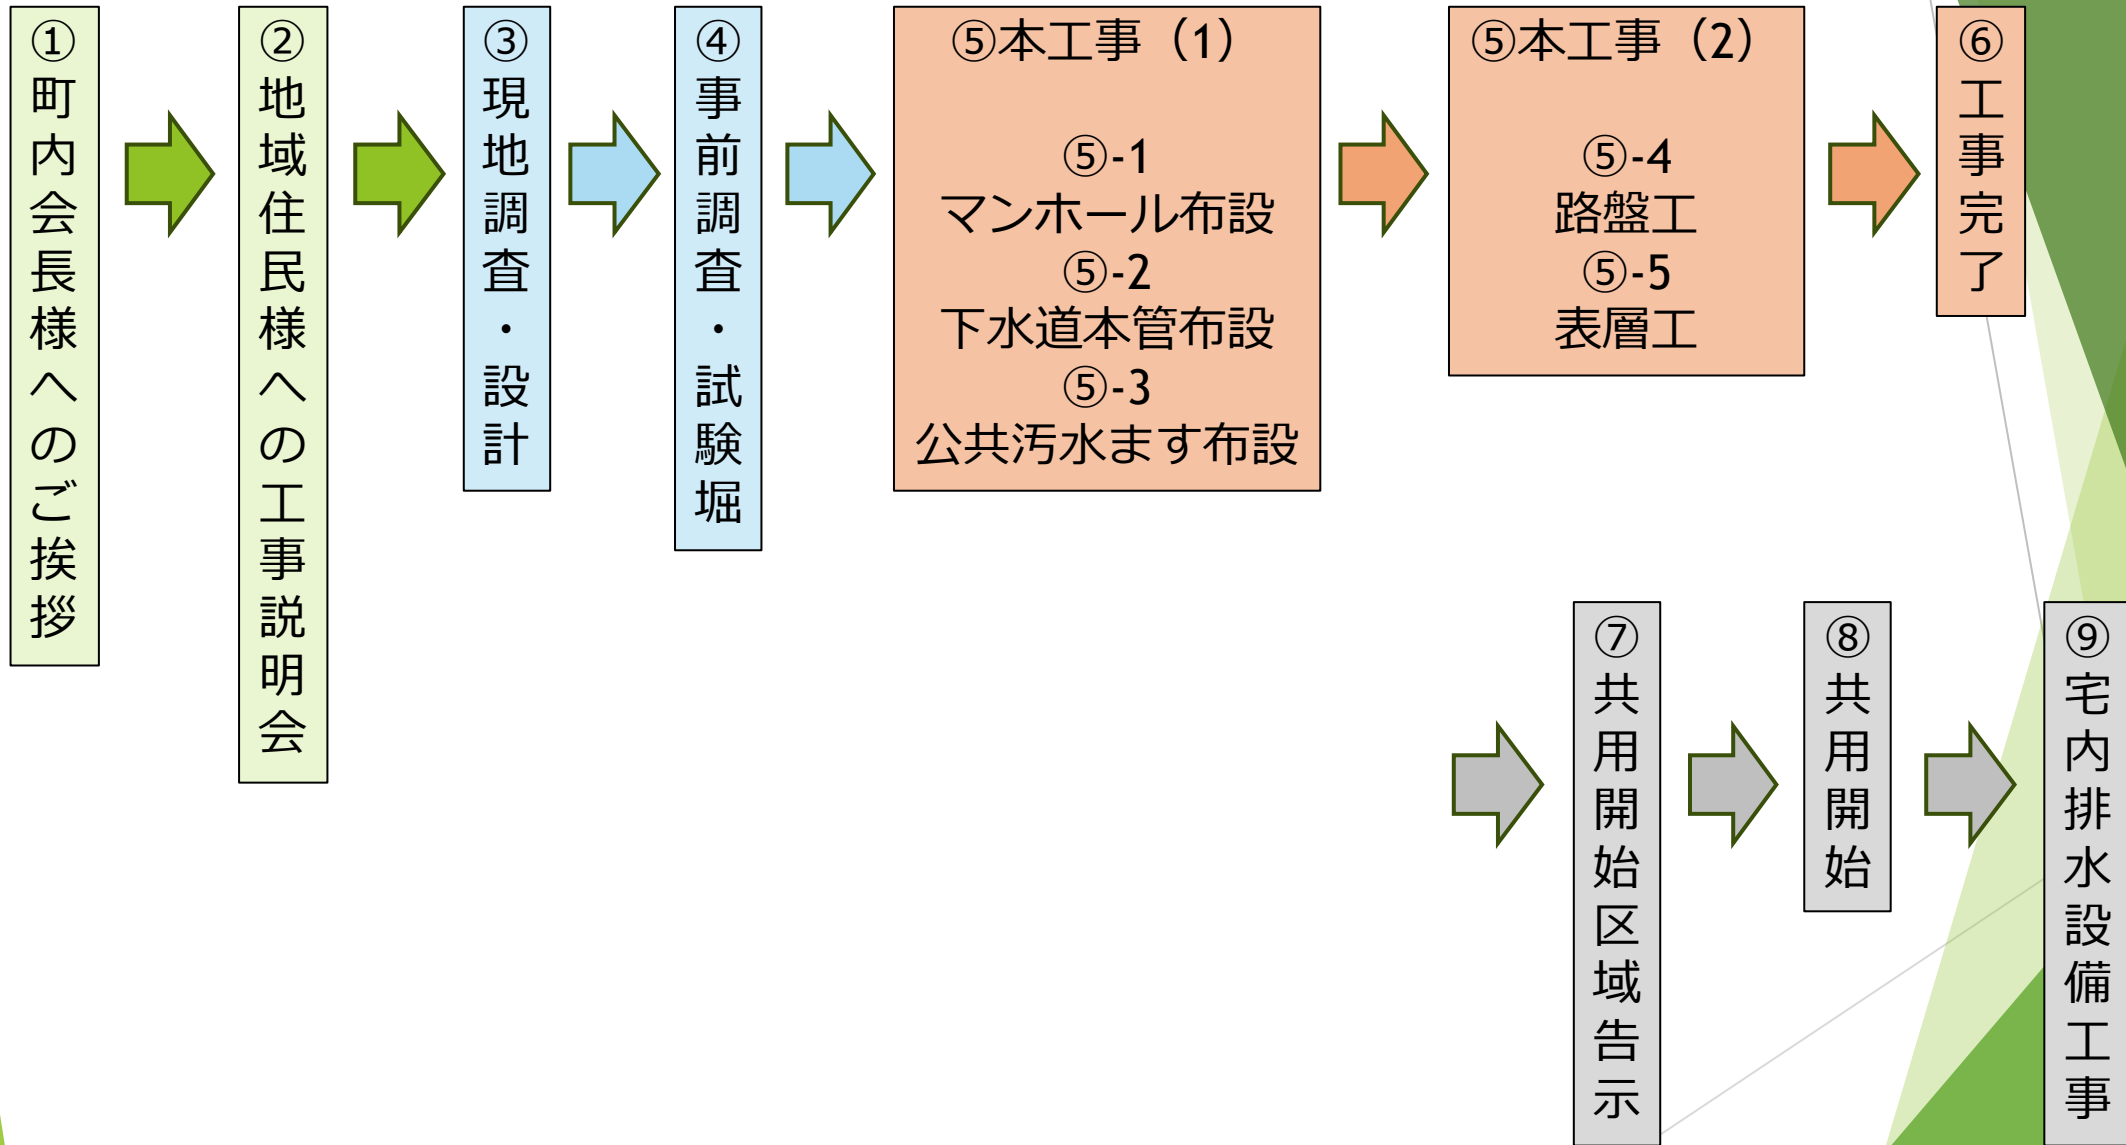 ①町内会長様へのご挨拶
②地域住民様への工事説明会
③現地調査・設計
④事前調査・試験堀
⑤本工事（1）
⑤-1
マンホール布設
⑤-2
下水道本管布設
⑤-3
公共汚水ます布設
⑤本工事（2）
⑤-4
路盤工
⑤-5
表層工
⑥工事完了
⑦共用開始区域告示
⑧共用開始
⑨宅内排水設備工事